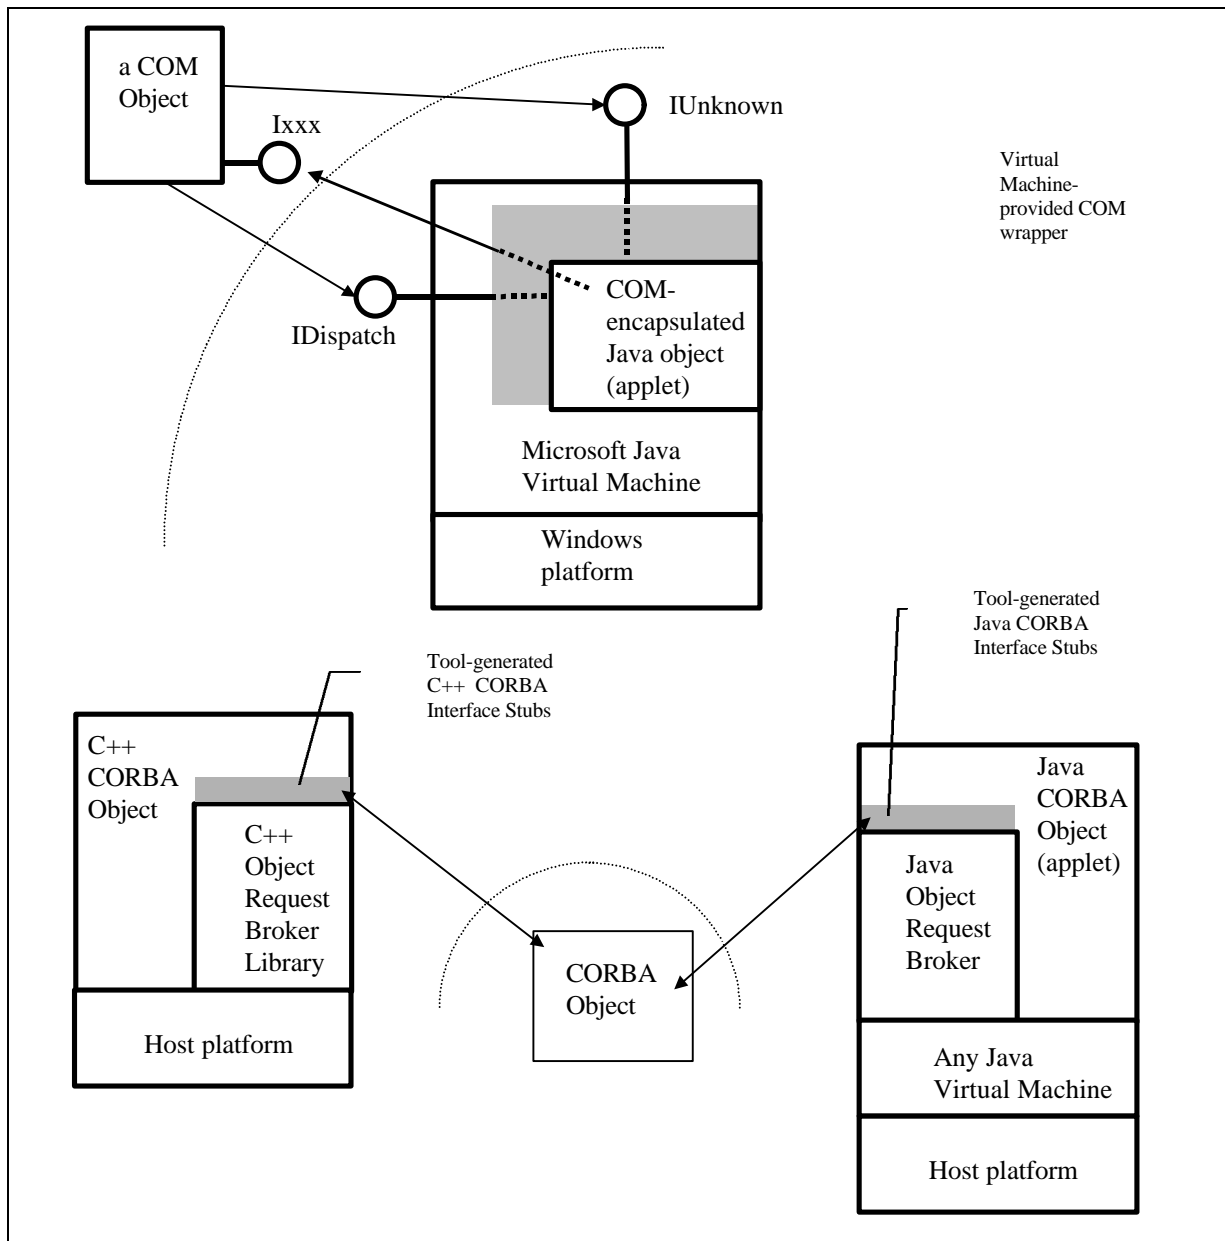 a COM
Object
Ixxx
IUnknown
Virtual
Machine-
provided COM
wrapper
IDispatch
COM-
encapsulated
Java object
(applet)
Microsoft Java
Virtual Machine
Windows
platform
Tool-generated
Java CORBA
Interface Stubs
Tool-generated
C++ CORBA
Interface Stubs
C++
CORBA
Object
C++
Object
Request
Broker
Library
Host platform
CORBA
Object
Java
CORBA
Object
(applet)
Java
Object
Request
Broker
Any Java
Virtual Machine
Host platform